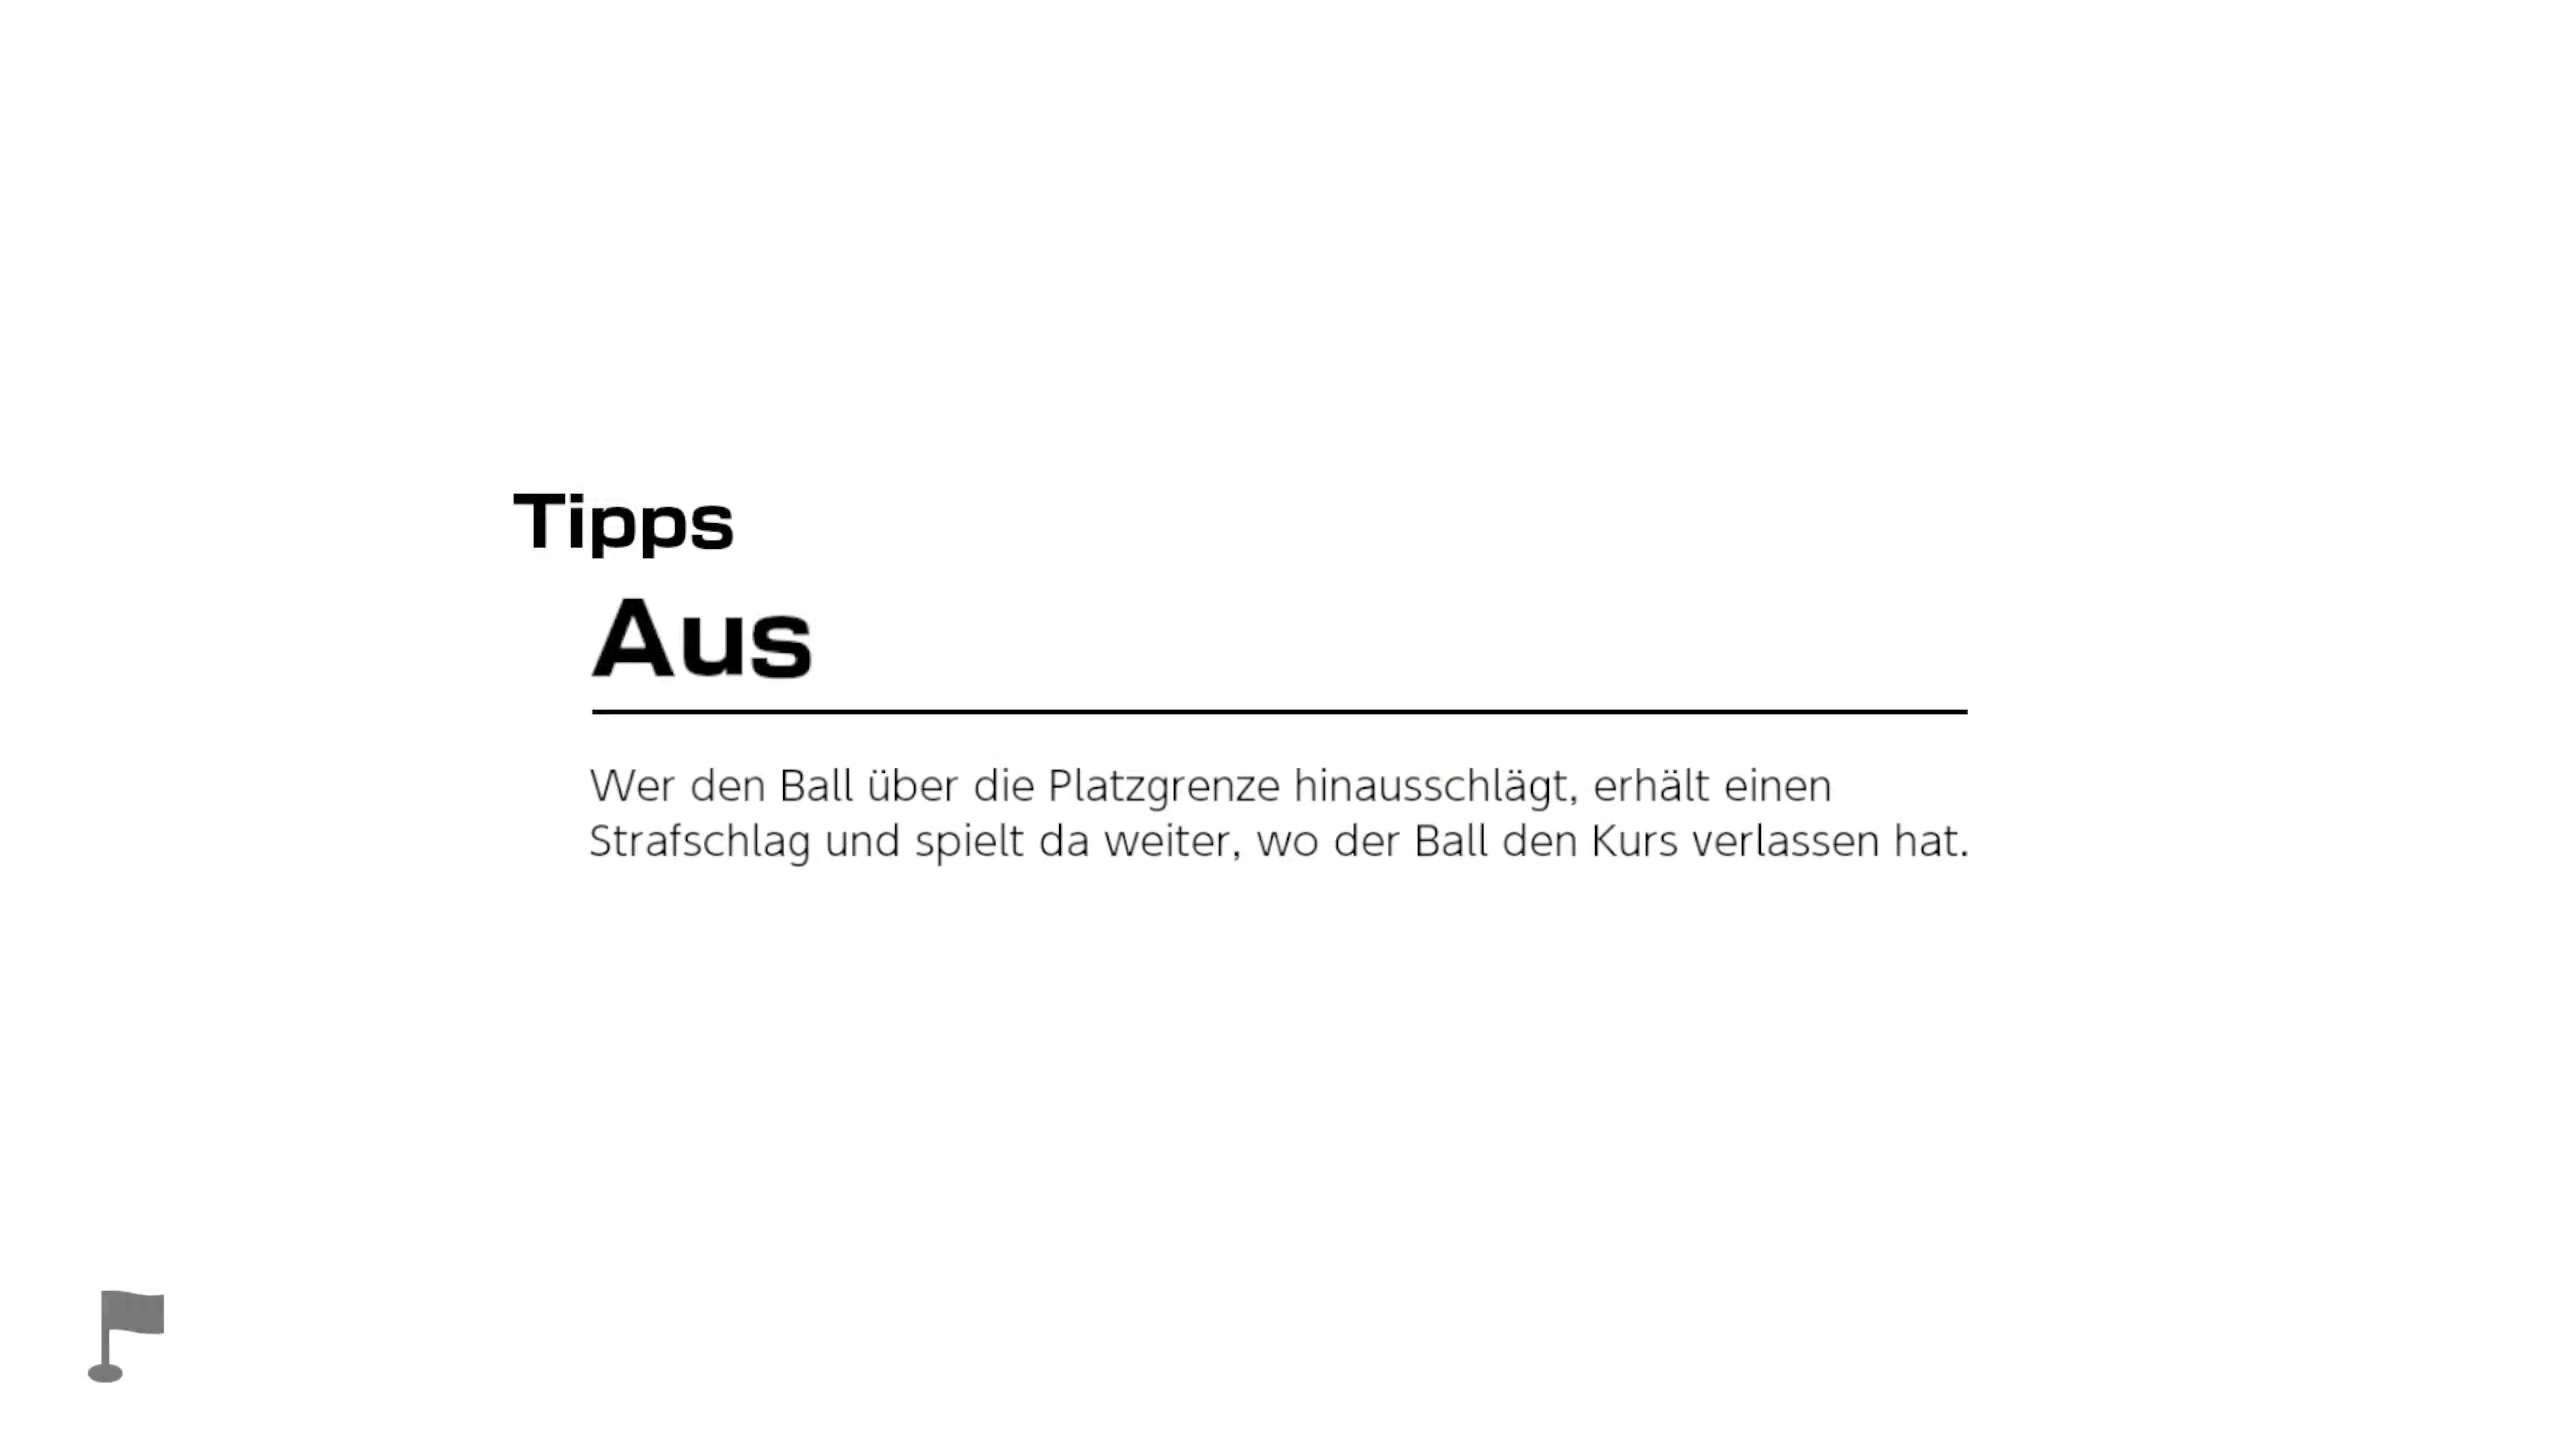 Tipps
Aus
Wer den Ball über die Platzgrenze hinausschlägt, erhält einen
Strafschlag und spielt da weiter, wo der Ball den Kurs verlassen hat.